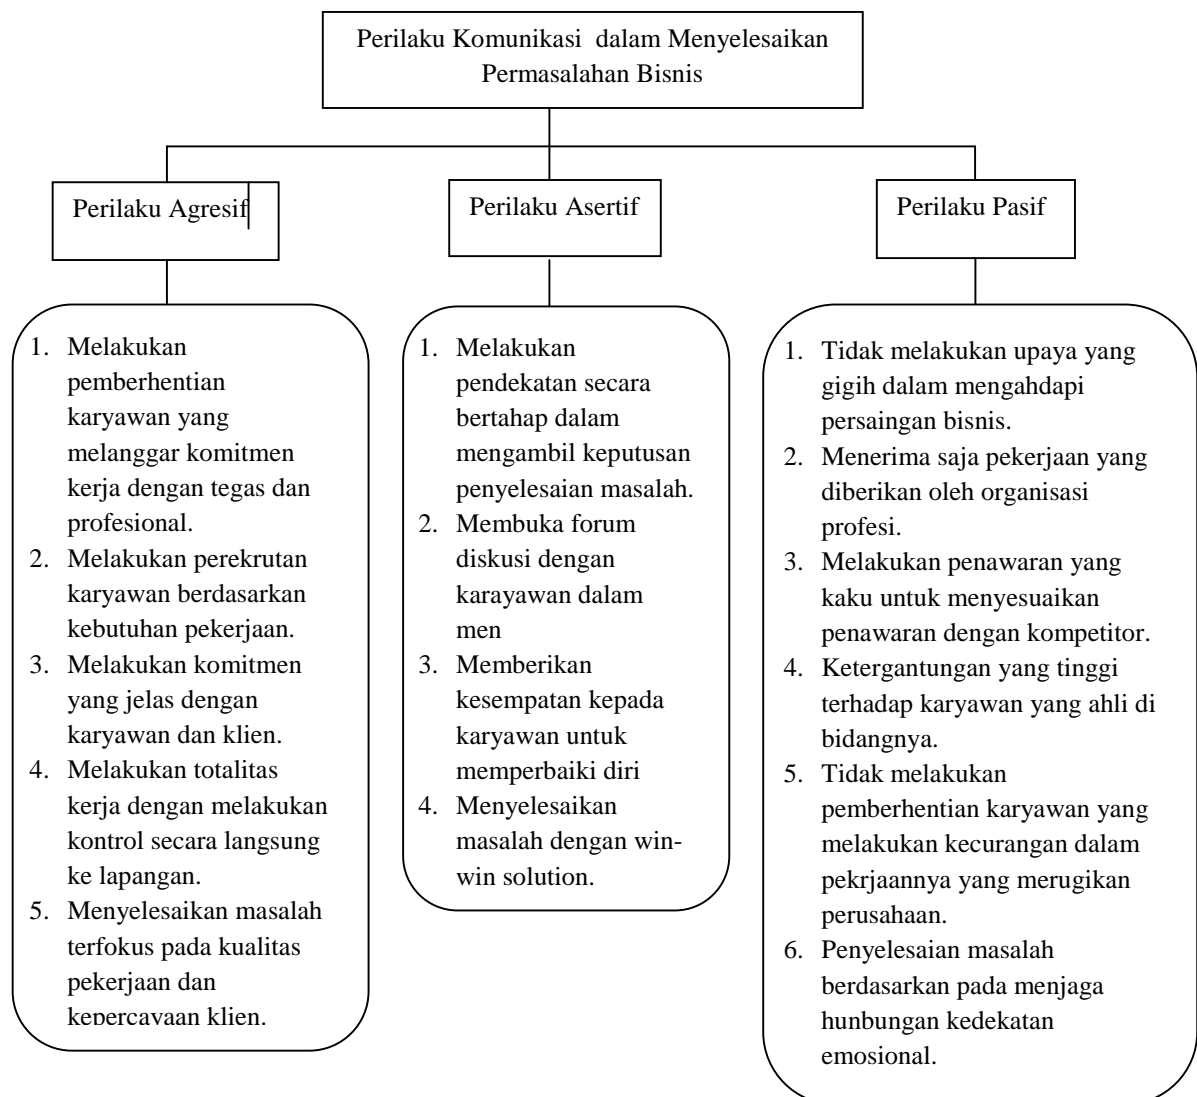 Perilaku Komunikasi dalam Menyelesaikan
Permasalahan Bisnis
Perilaku Agresif
Perilaku Asertif
Perilaku Pasif
1. Melakukan
pemberhentian
karyawan yang
melanggar komitmen
kerja dengan tegas dan
profesional.
2. Melakukan perekrutan
karyawan berdasarkan
kebutuhan pekerjaan.
3. Melakukan komitmen
yang jelas dengan
karyawan dan klien.
4. Melakukan totalitas
kerja dengan melakukan
kontrol secara langsung
ke lapangan.
5. Menyelesaikan masalah
terfokus pada kualitas
pekerjaan dan
kepercayaan klien.
1. Melakukan
pendekatan secara
bertahap dalam
mengambil keputusan
penyelesaian masalah.
2. Membuka forum
diskusi dengan
karayawan dalam
men
3. Memberikan
kesempatan kepada
karyawan untuk
memperbaiki diri
4. Menyelesaikan
masalah dengan win-
win solution.
1. Tidak melakukan upaya yang
gigih dalam mengahdapi
persaingan bisnis.
2. Menerima saja pekerjaan yang
diberikan oleh organisasi
profesi.
3. Melakukan penawaran yang
kaku untuk menyesuaikan
penawaran dengan kompetitor.
4. Ketergantungan yang tinggi
terhadap karyawan yang ahli di
bidangnya.
5. Tidak melakukan
pemberhentian karyawan yang
melakukan kecurangan dalam
pekrjaannya yang merugikan
perusahaan.
6. Penyelesaian masalah
berdasarkan pada menjaga
hunbungan kedekatan
emosional.